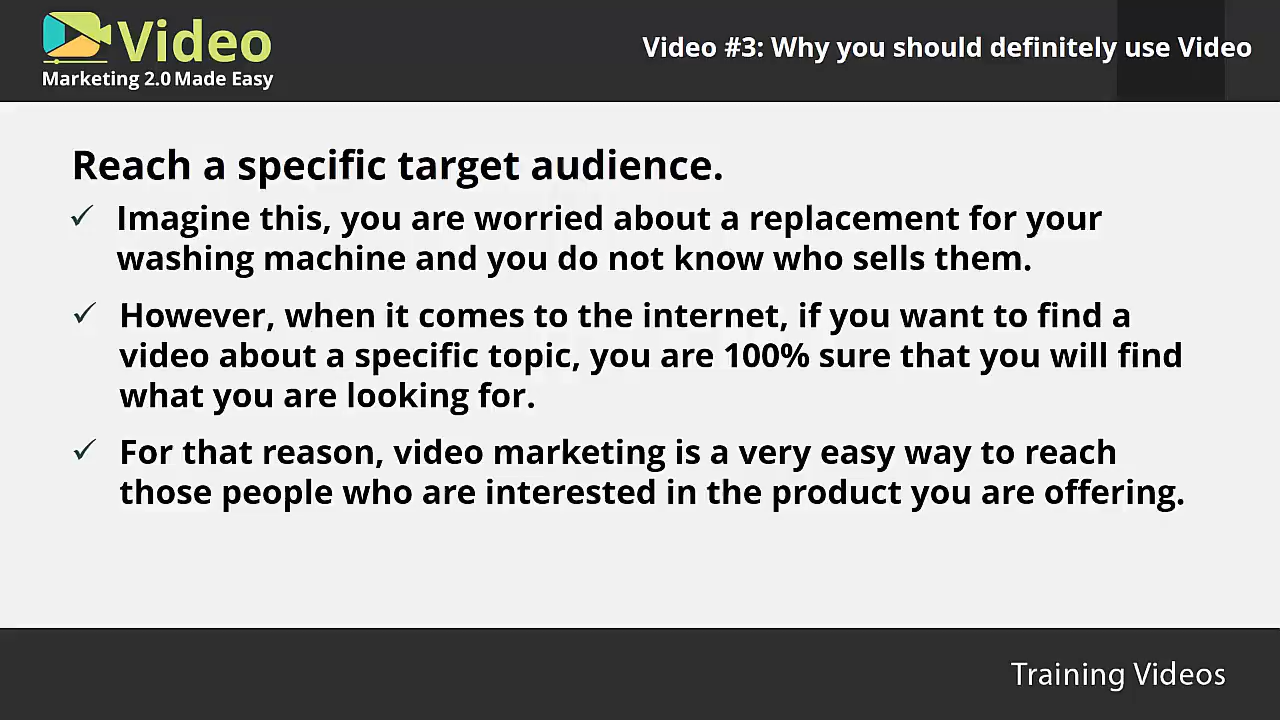 Video
Marketing 2.0 Made Easy
Video #3: Why you should definitely use Video
Reach a specific target audience.
✓ Imagine this, you are worried about a replacement for your
washing machine and you do not know who sells them.
✓ However, when it comes to the internet, if you want to find a
video about a specific topic, you are 100% sure that you will find
what you are looking for.
✓ For that reason, video marketing is a very easy way to reach
those people who are interested in the product you are offering.
Training Videos